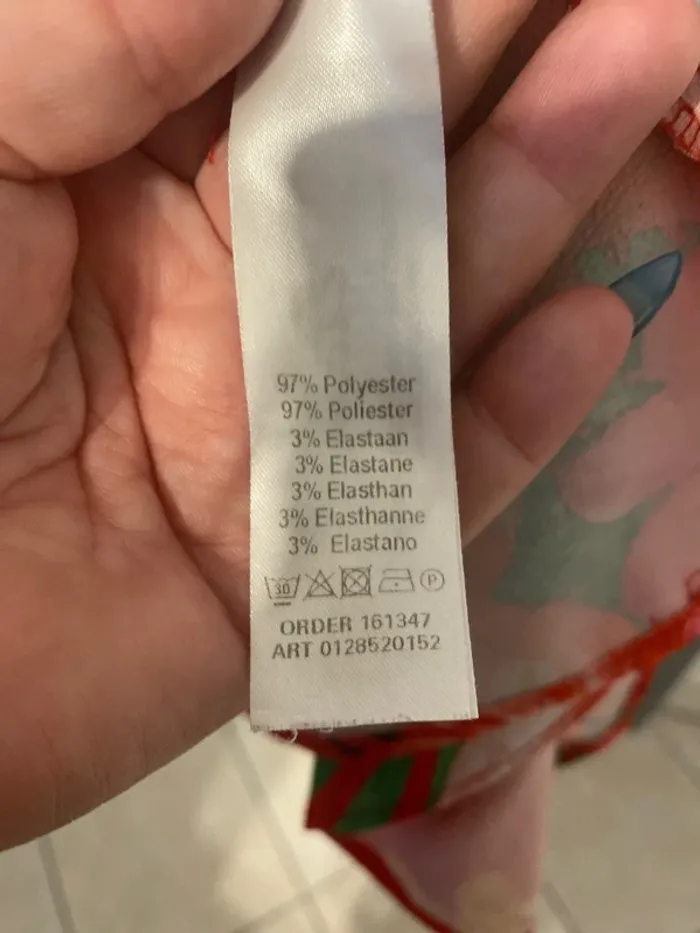 97% Polyester
97% Poliester
3% Elastaan
3% Elastane
3% Elasthan
3% Elasthanne
3% Elastano
30 P
ORDER 161347
ART 0128520152